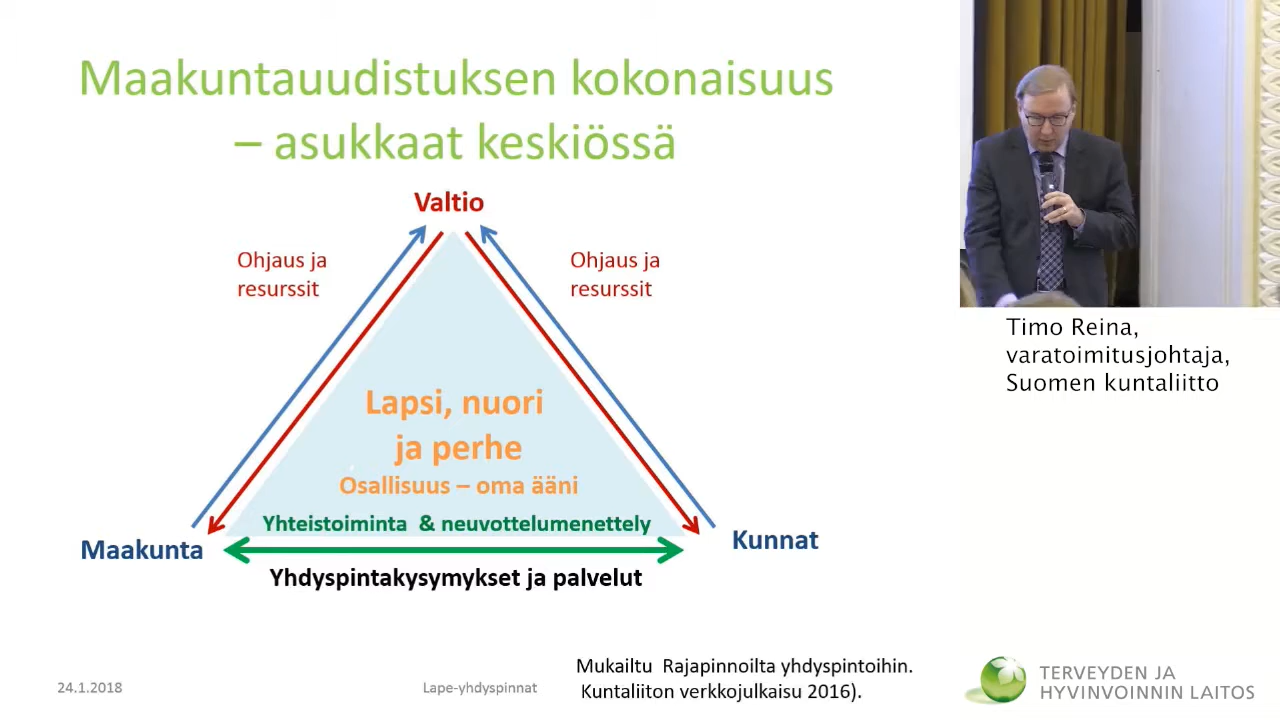 Maakuntauudistuksen kokonaisuus
– asukkaat keskiössä
Valtio
Ohjaus ja
resurssit
Ohjaus ja
resurssit
Lapsi, nuori
ja perhe
Osallisuus – oma ääni
Yhteistoiminta & neuvottelumenettely
Maakunta
Kunnat
Yhdyspintakysymykset ja palvelut
Mukailtu Rajapinnoilta yhdyspintoihin.
Kuntaliiton verkkojulkaisu 2016).
24.1.2018
Lape-yhdyspinnat
Timo Reina,
varatoimitusjohtaja,
Suomen kuntaliitto
TERVEYDEN JA
HYVINVOINNIN LAITOS